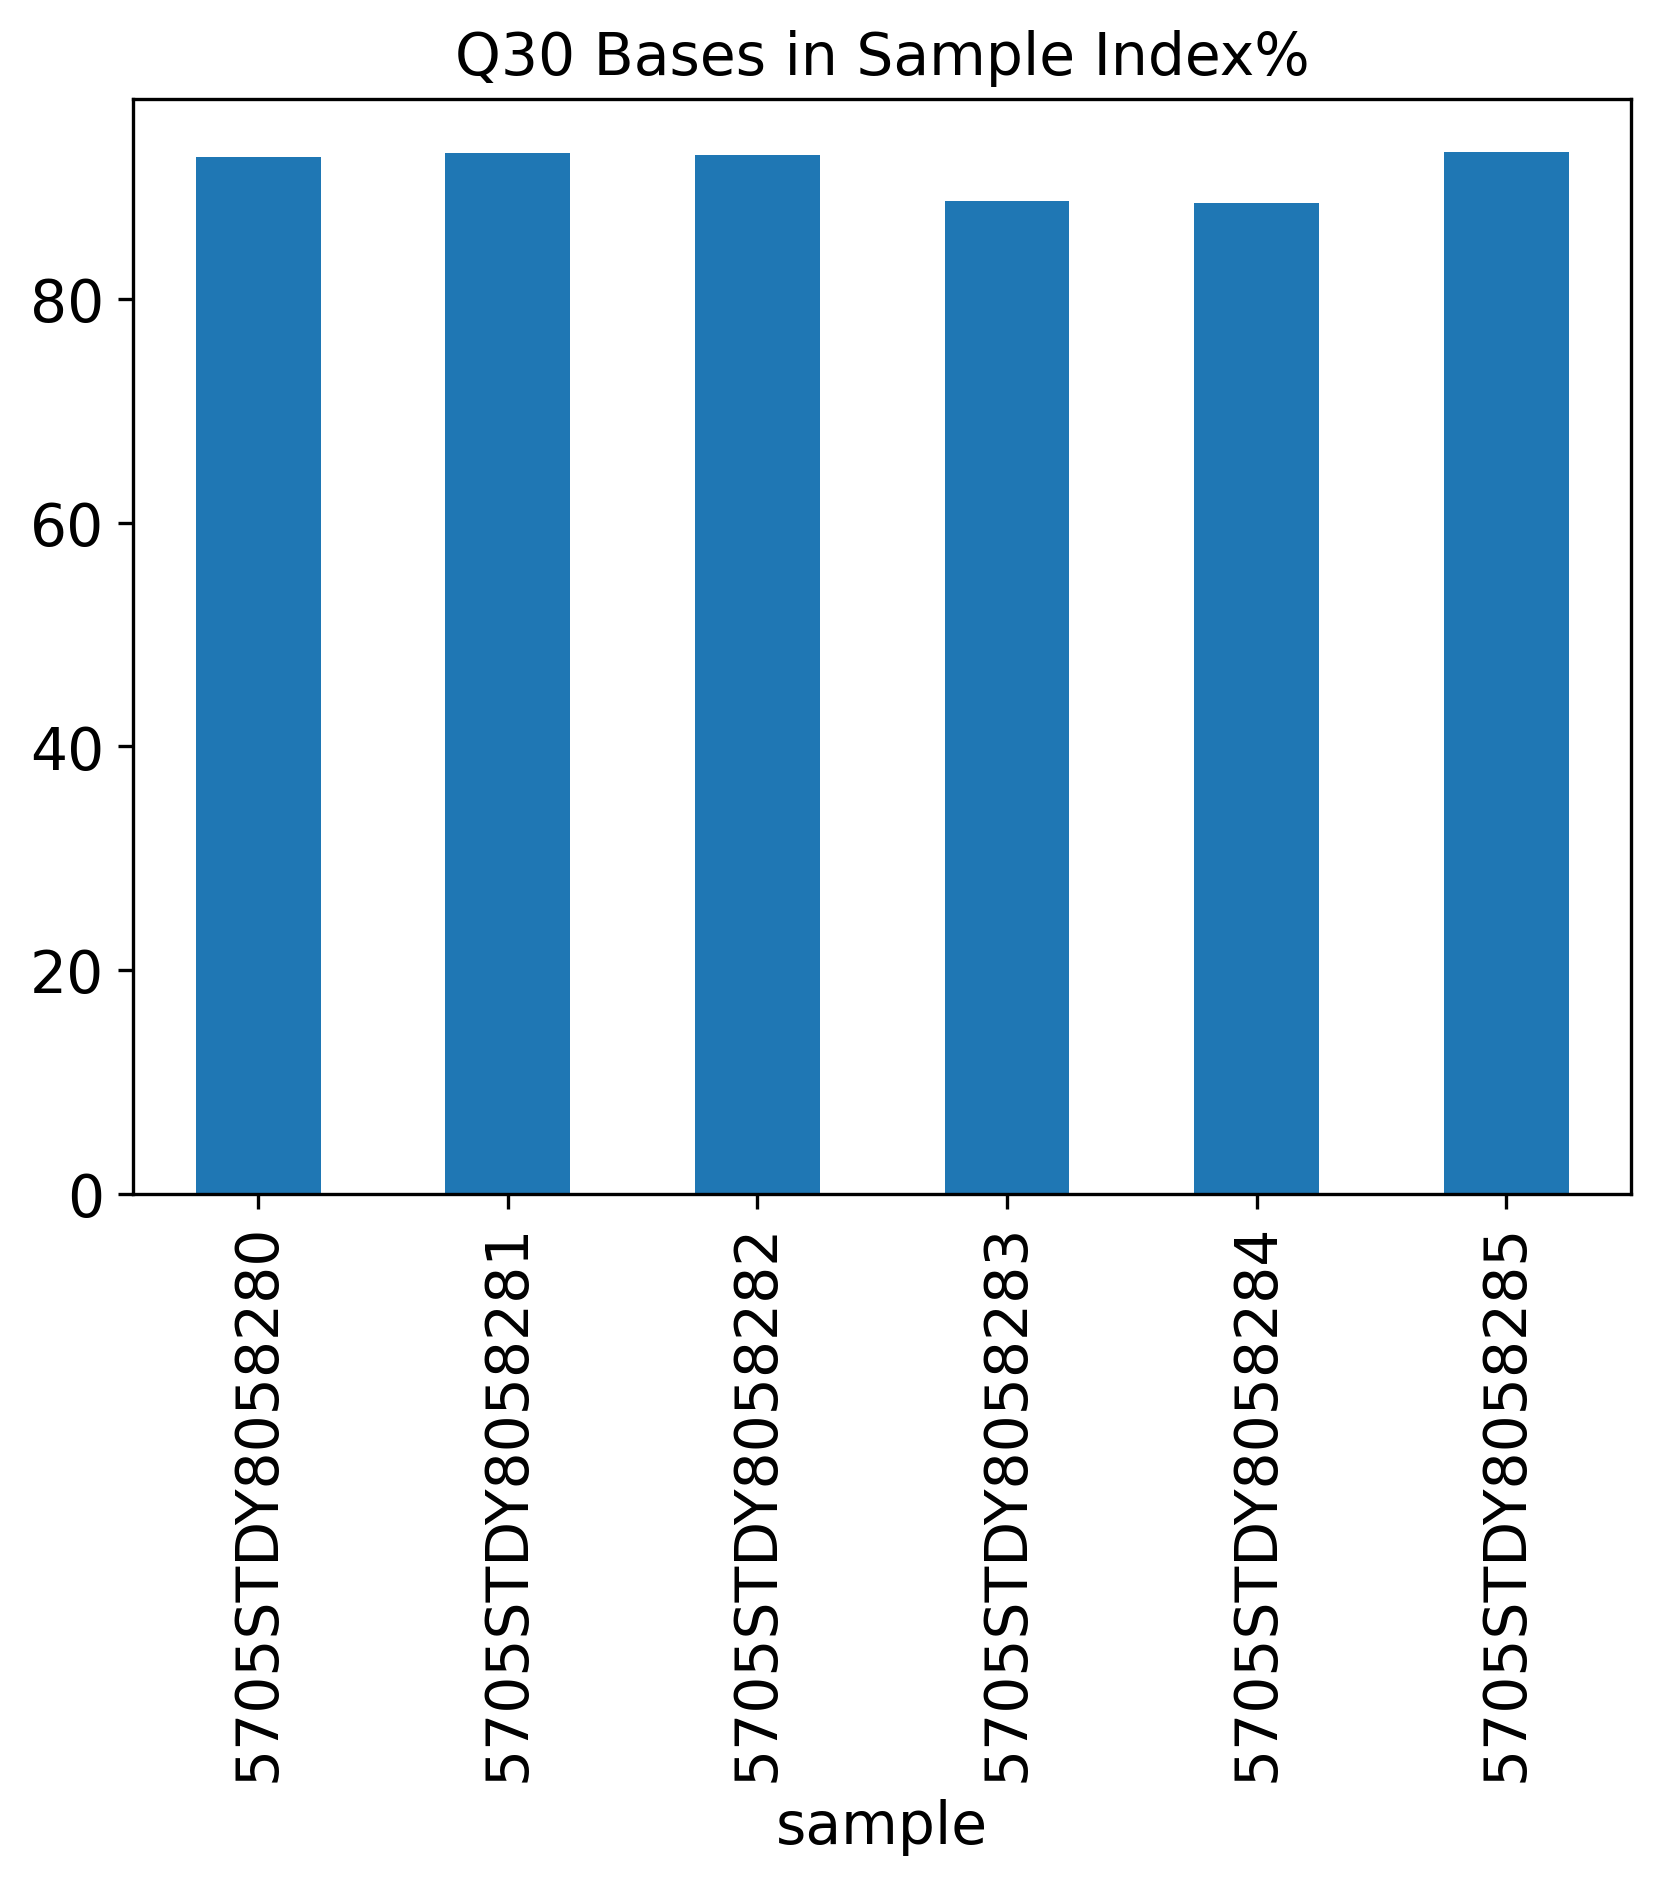 Q30 Bases in Sample Index%
80
60
40
20
0
5705STDY8058280
5705STDY8058281
5705STDY8058282
5705STDY8058283
5705STDY8058284
5705STDY8058285
sample